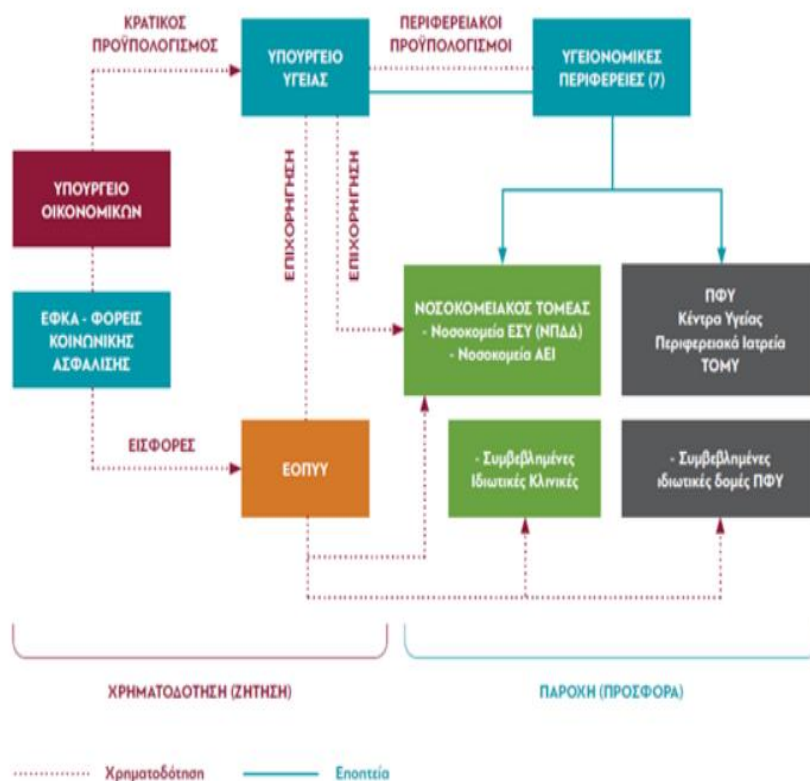 ΚΡΑΤΙΚΟΣ
ΠΡΟΫΠΟΛΟΓΙΣΜΟΣ
ΥΠΟΥΡΓΕΙΟ
ΥΓΕΙΑΣ
ΠΕΡΙΦΕΡΕΙΑΚΟΙ
ΠΡΟΫΠΟΛΟΓΙΣΜΟΙ
ΥΓΕΙΟΝΟΜΙΚΕΣ
ΠΕΡΙΦΕΡΕΙΕΣ (7)
ΥΠΟΥΡΓΕΙΟ
ΟΙΚΟΝΟΜΙΚΩΝ
ΕΠΙΧΟΡΗΓΗΣΗ
ΕΠΙΧΟΡΗΓΗΣΗ
ΕΦΚΑ - ΦΟΡΕΙΣ
ΚΟΙΝΩΝΙΚΗΣ
ΑΣΦΑΛΙΣΗΣ
ΝΟΣΟΚΟΜΕΙΑΚΟΣ ΤΟΜΕΑΣ
- Νοσοκομεία ΕΣΥ (ΝΠΔΔ)
- Νοσοκομεία ΑΕΙ
ΠΦΥ
Κέντρα Υγείας
Περιφερειακά Ιατρεία
ΤΟΜΥ
ΕΙΣΦΟΡΕΣ
ΕΟΠΥΥ
- Συμβεβλημένες
Ιδιωτικές Κλινικές
- Συμβεβλημένες
ιδιωτικές δομές ΠΦΥ
ΧΡΗΜΑΤΟΔΟΤΗΣΗ (ΖΗΤΗΣΗ)
ΠΑΡΟΧΗ (ΠΡΟΣΦΟΡΑ)
Χρηματοδότηση
Εποπτεία